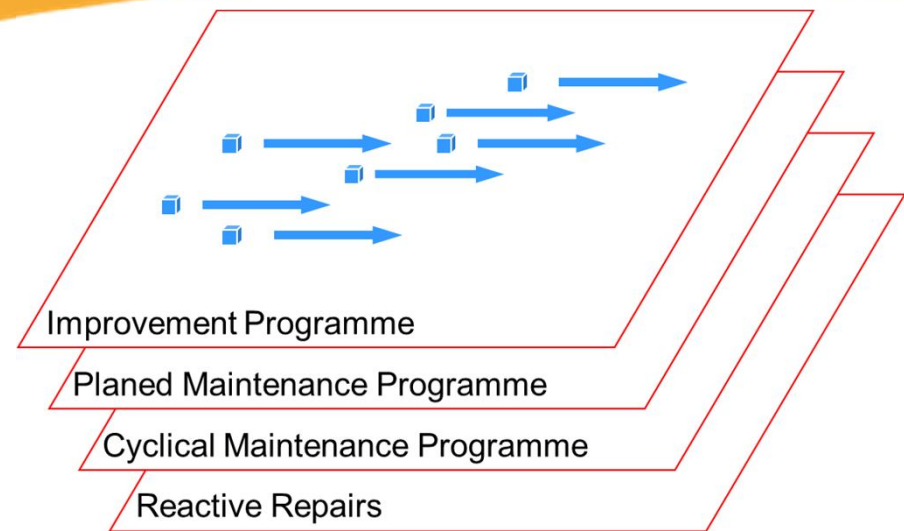 Improvement Programme
Planed Maintenance Programme
Cyclical Maintenance Programme
Reactive Repairs